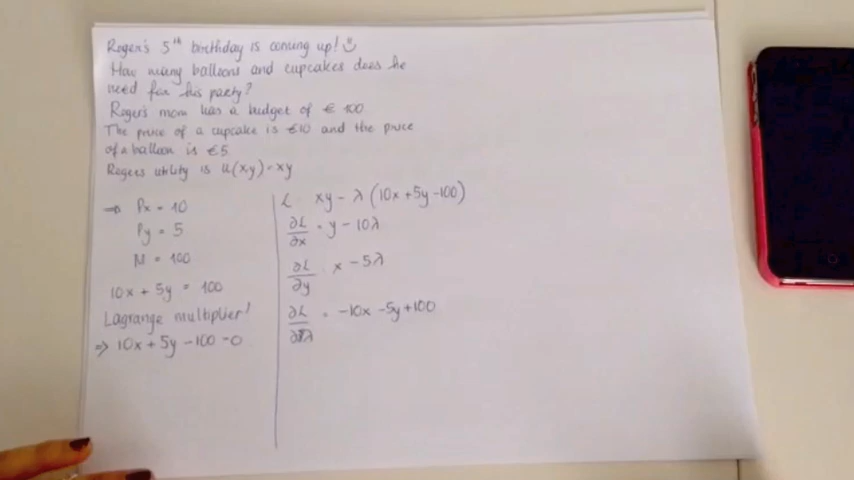 Roger's 5th birthday is coming up! :)
How many balloons and cupcakes does he
need for his party?
Roger's mom has a budget of € 100
The price of a cupcake is €10 and the price
of a balloon is €5.
Rogers utility is U(xy) = xy
→ Px = 10
Py = 5
M = 100
10x + 5y = 100
Lagrange multiplier!
⇒ 10x + 5y - 100 = 0
L = xy - λ (10x + 5y - 100)
∂L/∂x = y - 10λ
∂L/∂y = x - 5λ
∂L/∂λ = -10x - 5y + 100